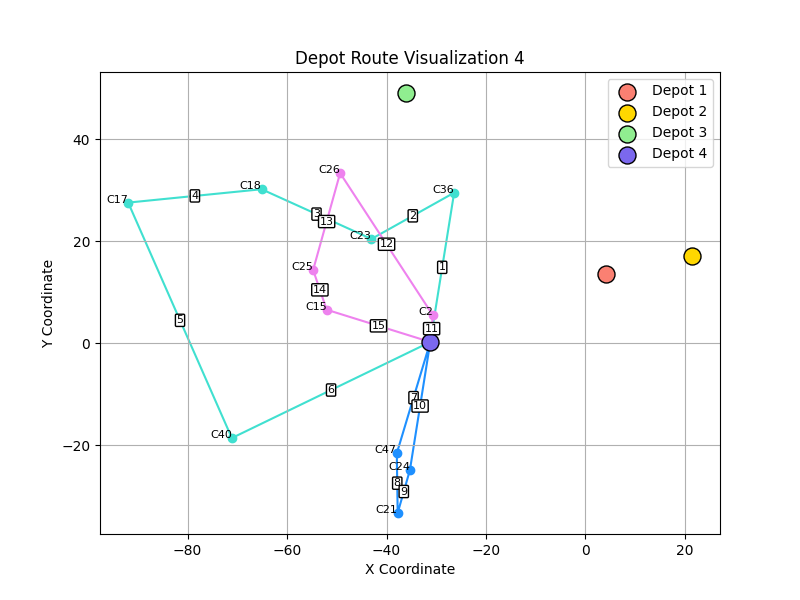 Depot Route Visualization 4
Depot 1
Depot 2
Depot 3
Depot 4
Y Coordinate
40
20
0
−20
−80
−60
−40
−20
0
20
X Coordinate
C26
C17
C18
C36
C23
C25
C15
C2
C40
C47
C24
C21
1
2
3
4
5
6
7
8
9
10
11
12
13
14
15